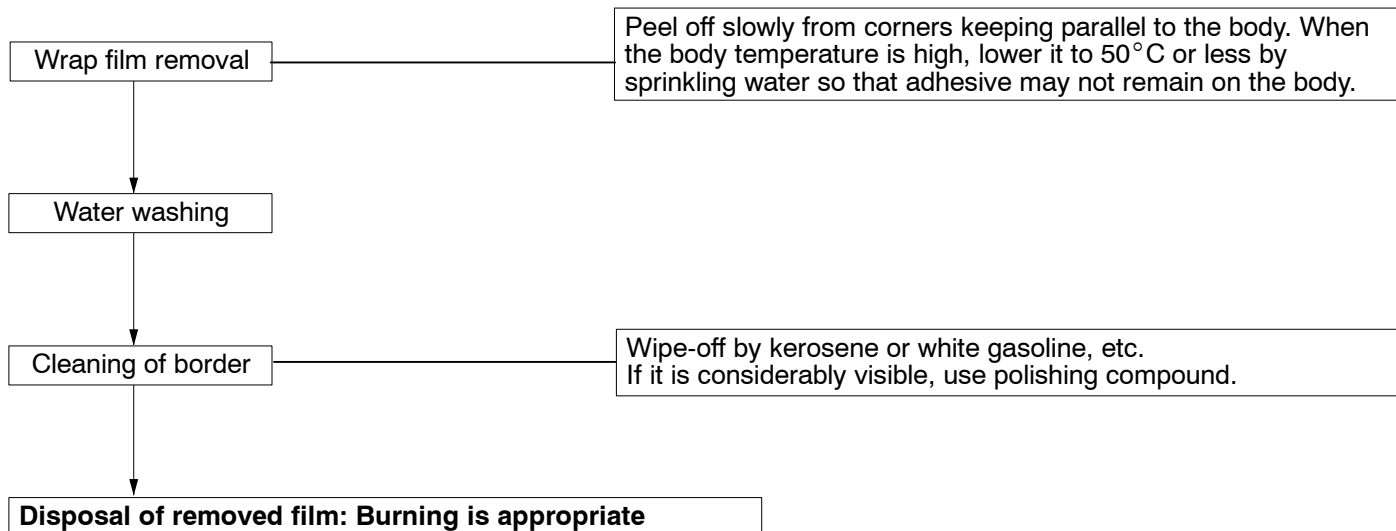 Wrap film removal
Peel off slowly from corners keeping parallel to the body. When
the body temperature is high, lower it to 50°C or less by
sprinkling water so that adhesive may not remain on the body.
Water washing
Cleaning of border
Wipe-off by kerosene or white gasoline, etc.
If it is considerably visible, use polishing compound.
Disposal of removed film: Burning is appropriate